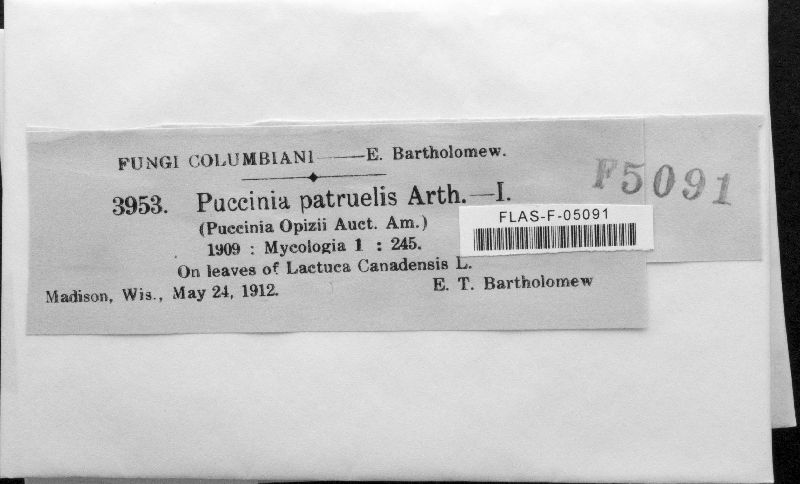 FUNGI COLUMBIANI——E. Bartholomew.
3953. Puccinia patruelis Arth.—I.
(Puccinia Opizii Auct. Am.)
1909 : Mycologia 1 : 245.
On leaves of Lactuca Canadensis L.
Madison, Wis., May 24, 1912. E. T. Bartholomew
F5091
FLAS-F-05091